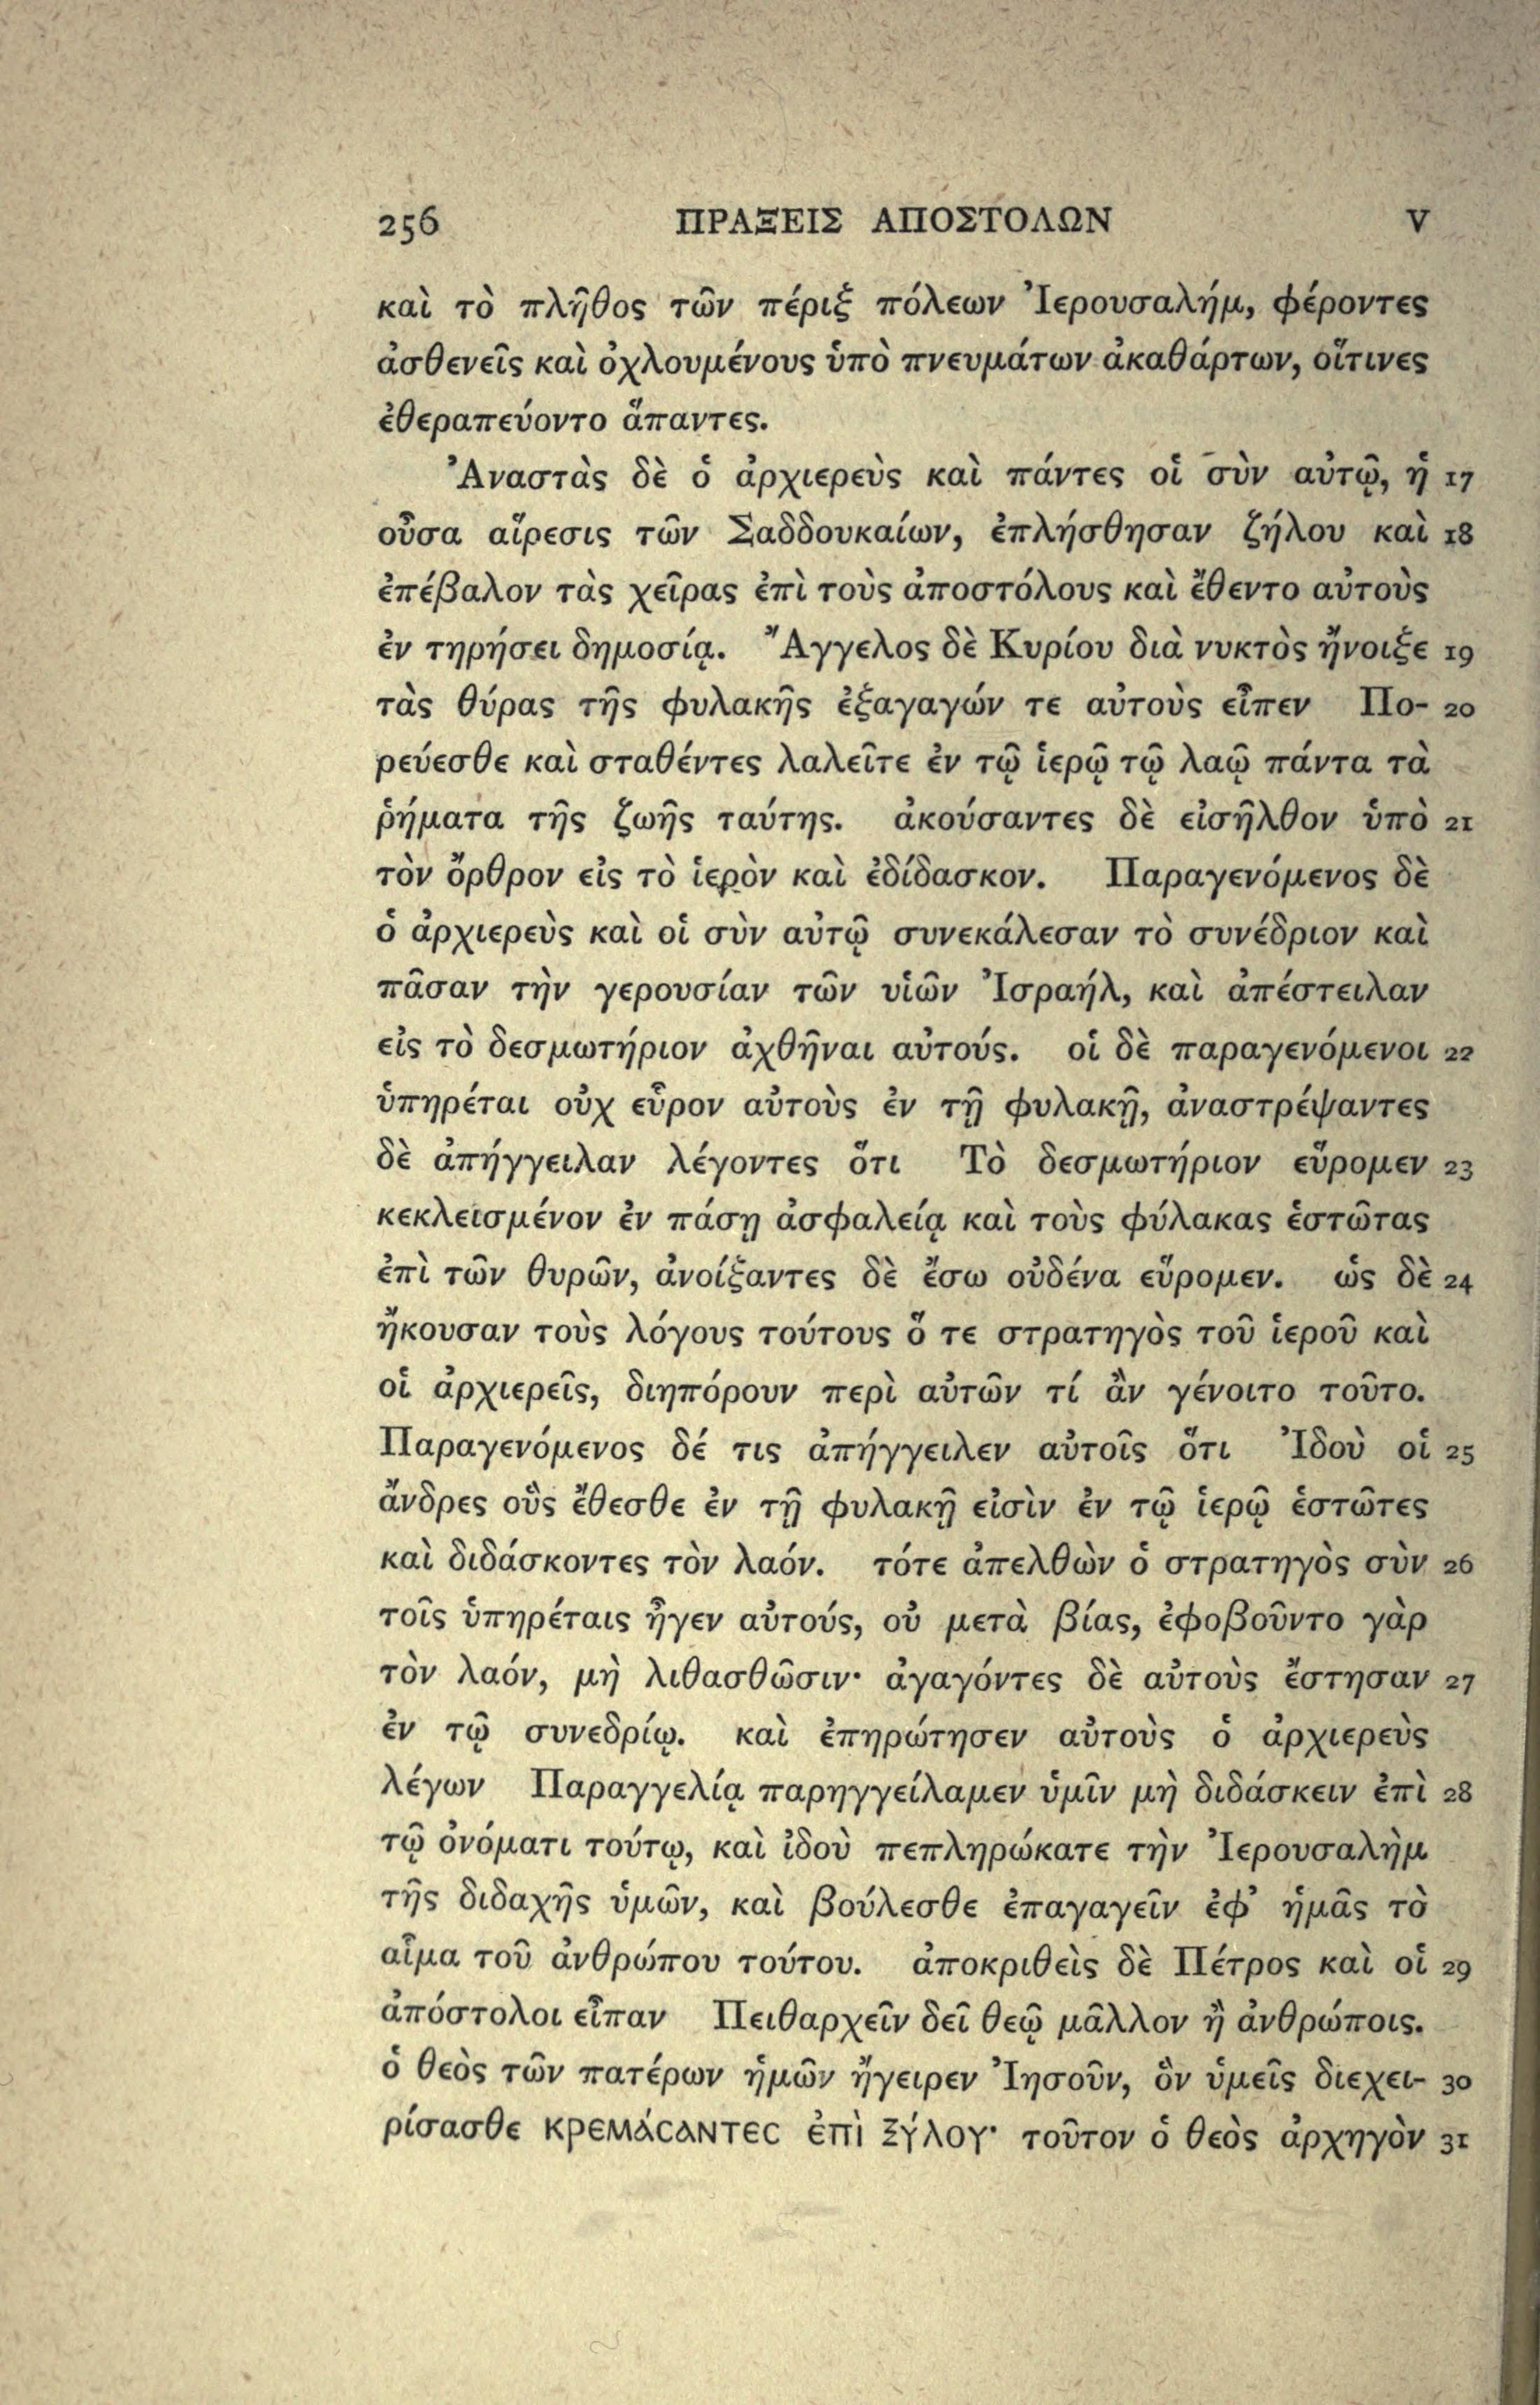 256 ΠΡΑΞΕΙΣ ΑΠΟΣΤΟΛΩΝ V
καὶ τὸ πλῆθος τῶν πέριξ πόλεων Ἰερουσαλήμ, φέροντες
ἀσθενεῖς καὶ ὀχλουμένους ὑπὸ πνευμάτων ἀκαθάρτων, οἵτινες
ἐθεραπεύοντο ἅπαντες.
Ἀναστὰς δὲ ὁ ἀρχιερεὺς καὶ πάντες οἱ σὺν αὐτῷ, ἡ 17
οὖσα αἵρεσις τῶν Σαδδουκαίων, ἐπλήσθησαν ζήλου καὶ 18
ἐπέβαλον τὰς χεῖρας ἐπὶ τοὺς ἀποστόλους καὶ ἔθεντο αὐτοὺς
ἐν τηρήσει δημοσίᾳ. Ἄγγελος δὲ Κυρίου διὰ νυκτὸς ἤνοιξε 19
τὰς θύρας τῆς φυλακῆς ἐξαγαγών τε αὐτοὺς εἶπεν Πο- 20
ρεύεσθε καὶ σταθέντες λαλεῖτε ἐν τῷ ἱερῷ τῷ λαῷ πάντα τὰ
ῥήματα τῆς ζωῆς ταύτης. ἀκούσαντες δὲ εἰσῆλθον ὑπὸ 21
τὸν ὄρθρον εἰς τὸ ἱερὸν καὶ ἐδίδασκον. Παραγενόμενος δὲ
ὁ ἀρχιερεὺς καὶ οἱ σὺν αὐτῷ συνεκάλεσαν τὸ συνέδριον καὶ
πᾶσαν τὴν γερουσίαν τῶν υἱῶν Ἰσραήλ, καὶ ἀπέστειλαν
εἰς τὸ δεσμωτήριον ἀχθῆναι αὐτούς. οἱ δὲ παραγενόμενοι 22
ὑπηρέται οὐχ εὗρον αὐτοὺς ἐν τῇ φυλακῇ, ἀναστρέψαντες
δὲ ἀπήγγειλαν λέγοντες ὅτι Τὸ δεσμωτήριον εὕρομεν 23
κεκλεισμένον ἐν πάσῃ ἀσφαλείᾳ καὶ τοὺς φύλακας ἑστῶτας
ἐπὶ τῶν θυρῶν, ἀνοίξαντες δὲ ἔσω οὐδένα εὕρομεν. ὡς δὲ 24
ἤκουσαν τοὺς λόγους τούτους ὅ τε στρατηγὸς τοῦ ἱεροῦ καὶ
οἱ ἀρχιερεῖς, διηπόρουν περὶ αὐτῶν τί ἂν γένοιτο τοῦτο.
Παραγενόμενος δέ τις ἀπήγγειλεν αὐτοῖς ὅτι Ἰδοὺ οἱ 25
ἄνδρες οὓς ἔθεσθε ἐν τῇ φυλακῇ εἰσὶν ἐν τῷ ἱερῷ ἑστῶτες
καὶ διδάσκοντες τὸν λαόν. τότε ἀπελθὼν ὁ στρατηγὸς σὺν 26
τοῖς ὑπηρέταις ἦγεν αὐτούς, οὐ μετὰ βίας, ἐφοβοῦντο γὰρ
τὸν λαόν, μὴ λιθασθῶσιν· ἀγαγόντες δὲ αὐτοὺς ἔστησαν 27
ἐν τῷ συνεδρίῳ. καὶ ἐπηρώτησεν αὐτοὺς ὁ ἀρχιερεὺς
λέγων Παραγγελίᾳ παρηγγείλαμεν ὑμῖν μὴ διδάσκειν ἐπὶ 28
τῷ ὀνόματι τούτῳ, καὶ ἰδοὺ πεπληρώκατε τὴν Ἰερουσαλὴμ
τῆς διδαχῆς ὑμῶν, καὶ βούλεσθε ἐπαγαγεῖν ἐφ' ἡμᾶς τὸ
αἷμα τοῦ ἀνθρώπου τούτου. ἀποκριθεὶς δὲ Πέτρος καὶ οἱ 29
ἀπόστολοι εἶπαν Πειθαρχεῖν δεῖ θεῷ μᾶλλον ἢ ἀνθρώποις.
ὁ θεὸς τῶν πατέρων ἡμῶν ἤγειρεν Ἰησοῦν, ὃν ὑμεῖς διεχει- 30
ρίσασθε κρεμάσαντες ἐπὶ ξύλου· τοῦτον ὁ θεὸς ἀρχηγὸν 31